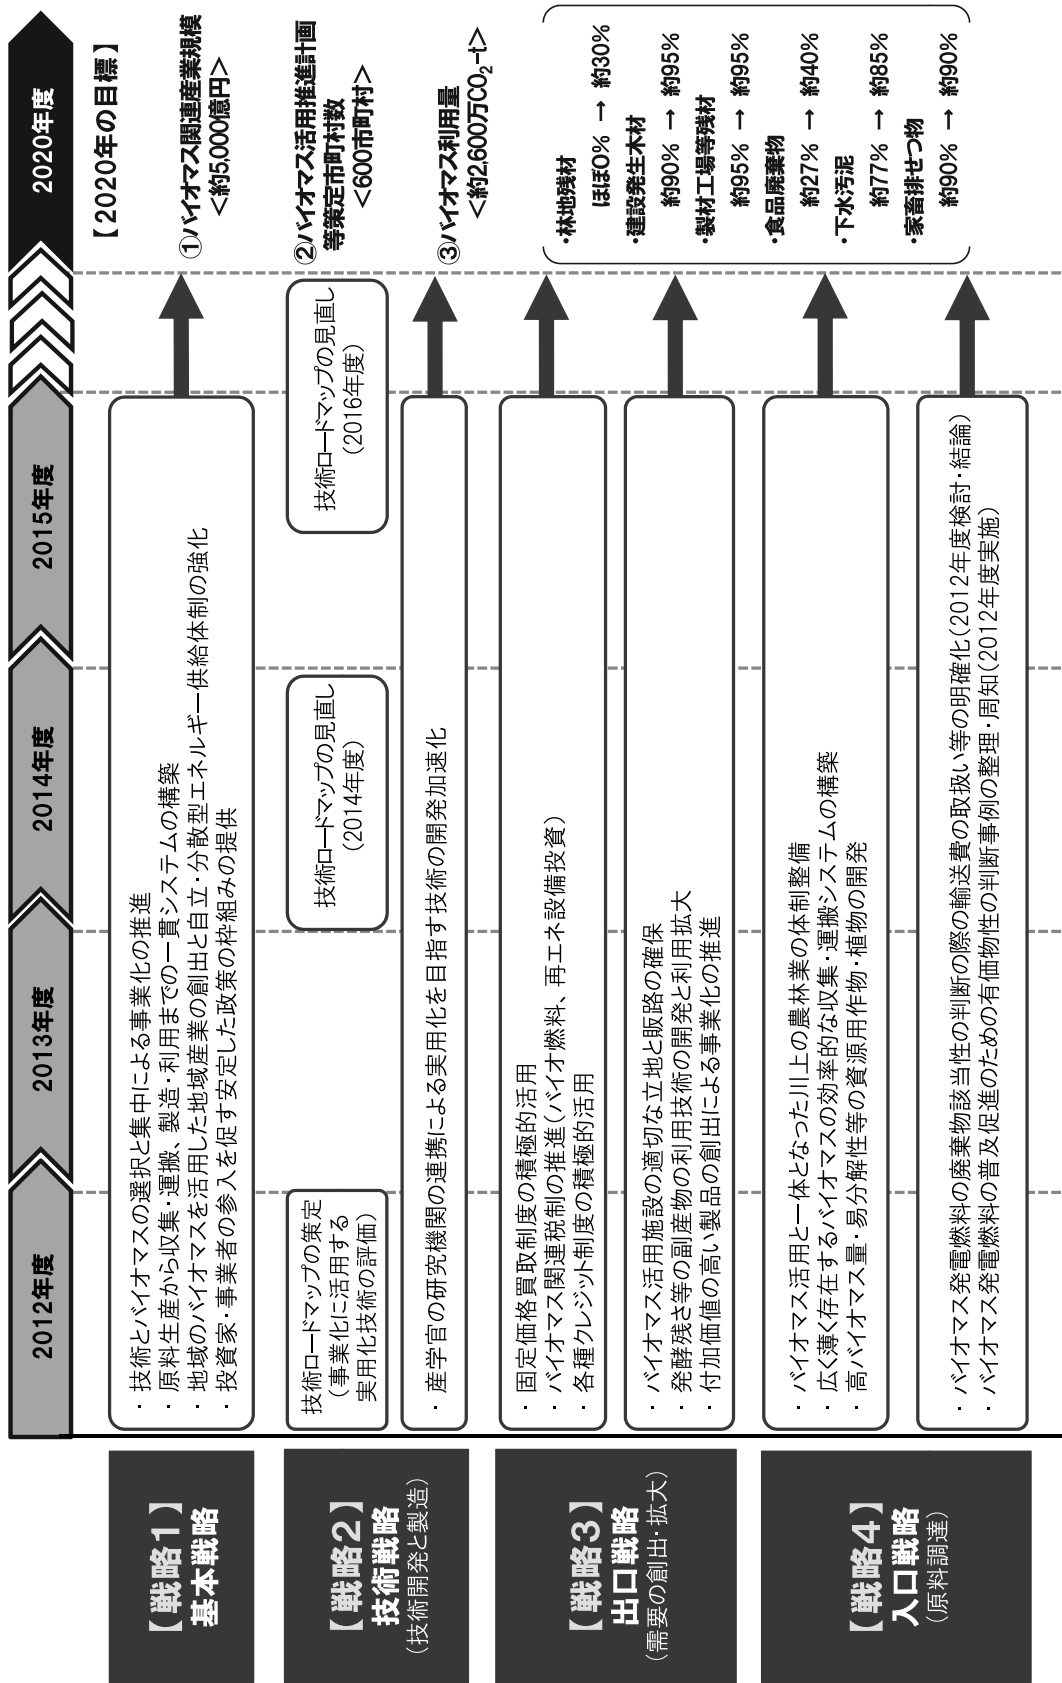 2012年度
2013年度
2014年度
2015年度
2020年度
【戦略1】
基本戦略
・ 技術とバイオマスの選択と集中による事業化の推進
・ 原料生産から収集・運搬、製造・利用までの一貫システムの構築
・ 地域のバイオマスを活用した地域産業の創出と自立・分散型エネルギー供給体制の強化
・ 投資家・事業者の参入を促す安定した政策の枠組みの提供
【戦略2】
技術戦略
（技術開発と製造）
技術ロードマップの策定
（事業化に活用する
実用化技術の評価）
技術ロードマップの見直し
（2014年度）
技術ロードマップの見直し
（2016年度）
・ 産学官の研究機関の連携による実用化を目指す技術の開発加速化
【戦略3】
出口戦略
（需要の創出・拡大）
・ 固定価格買取制度の積極的活用
・ バイオマス関連税制の推進（バイオ燃料、再エネ設備投資）
・ 各種クレジット制度の積極的活用
・ バイオマス活用施設の適切な立地と販路の確保
・ 発酵残さ等の副産物の利用技術の開発と利用拡大
・ 付加価値の高い製品の創出による事業化の推進
【戦略4】
入口戦略
（原料調達）
・ バイオマス活用と一体となった川上の農林業の体制整備
・ 広く薄く存在するバイオマスの効率的な収集・運搬システムの構築
・ 高バイオマス量・易分解性等の資源用作物・植物の開発
・ バイオマス発電燃料の廃棄物該当性の判断の際の輸送費の取扱い等の明確化（2012年度検討・結論）
・ バイオマス発電燃料の普及促進のための有価物性の判断事例の整理・周知（2012年度実施）
【2020年の目標】
①バイオマス関連産業規模
＜約5,000億円＞
②バイオマス活用推進計画
等策定市町村数
＜600市町村＞
③バイオマス利用量
＜約2,600万CO₂-t＞
・林地残材
ほぼ0% → 約30%
・建設発生木材
約90% → 約95%
・製材工場等残材
約95% → 約95%
・食品廃棄物
約27% → 約40%
・下水汚泥
約77% → 約85%
・家畜排せつ物
約90% → 約90%